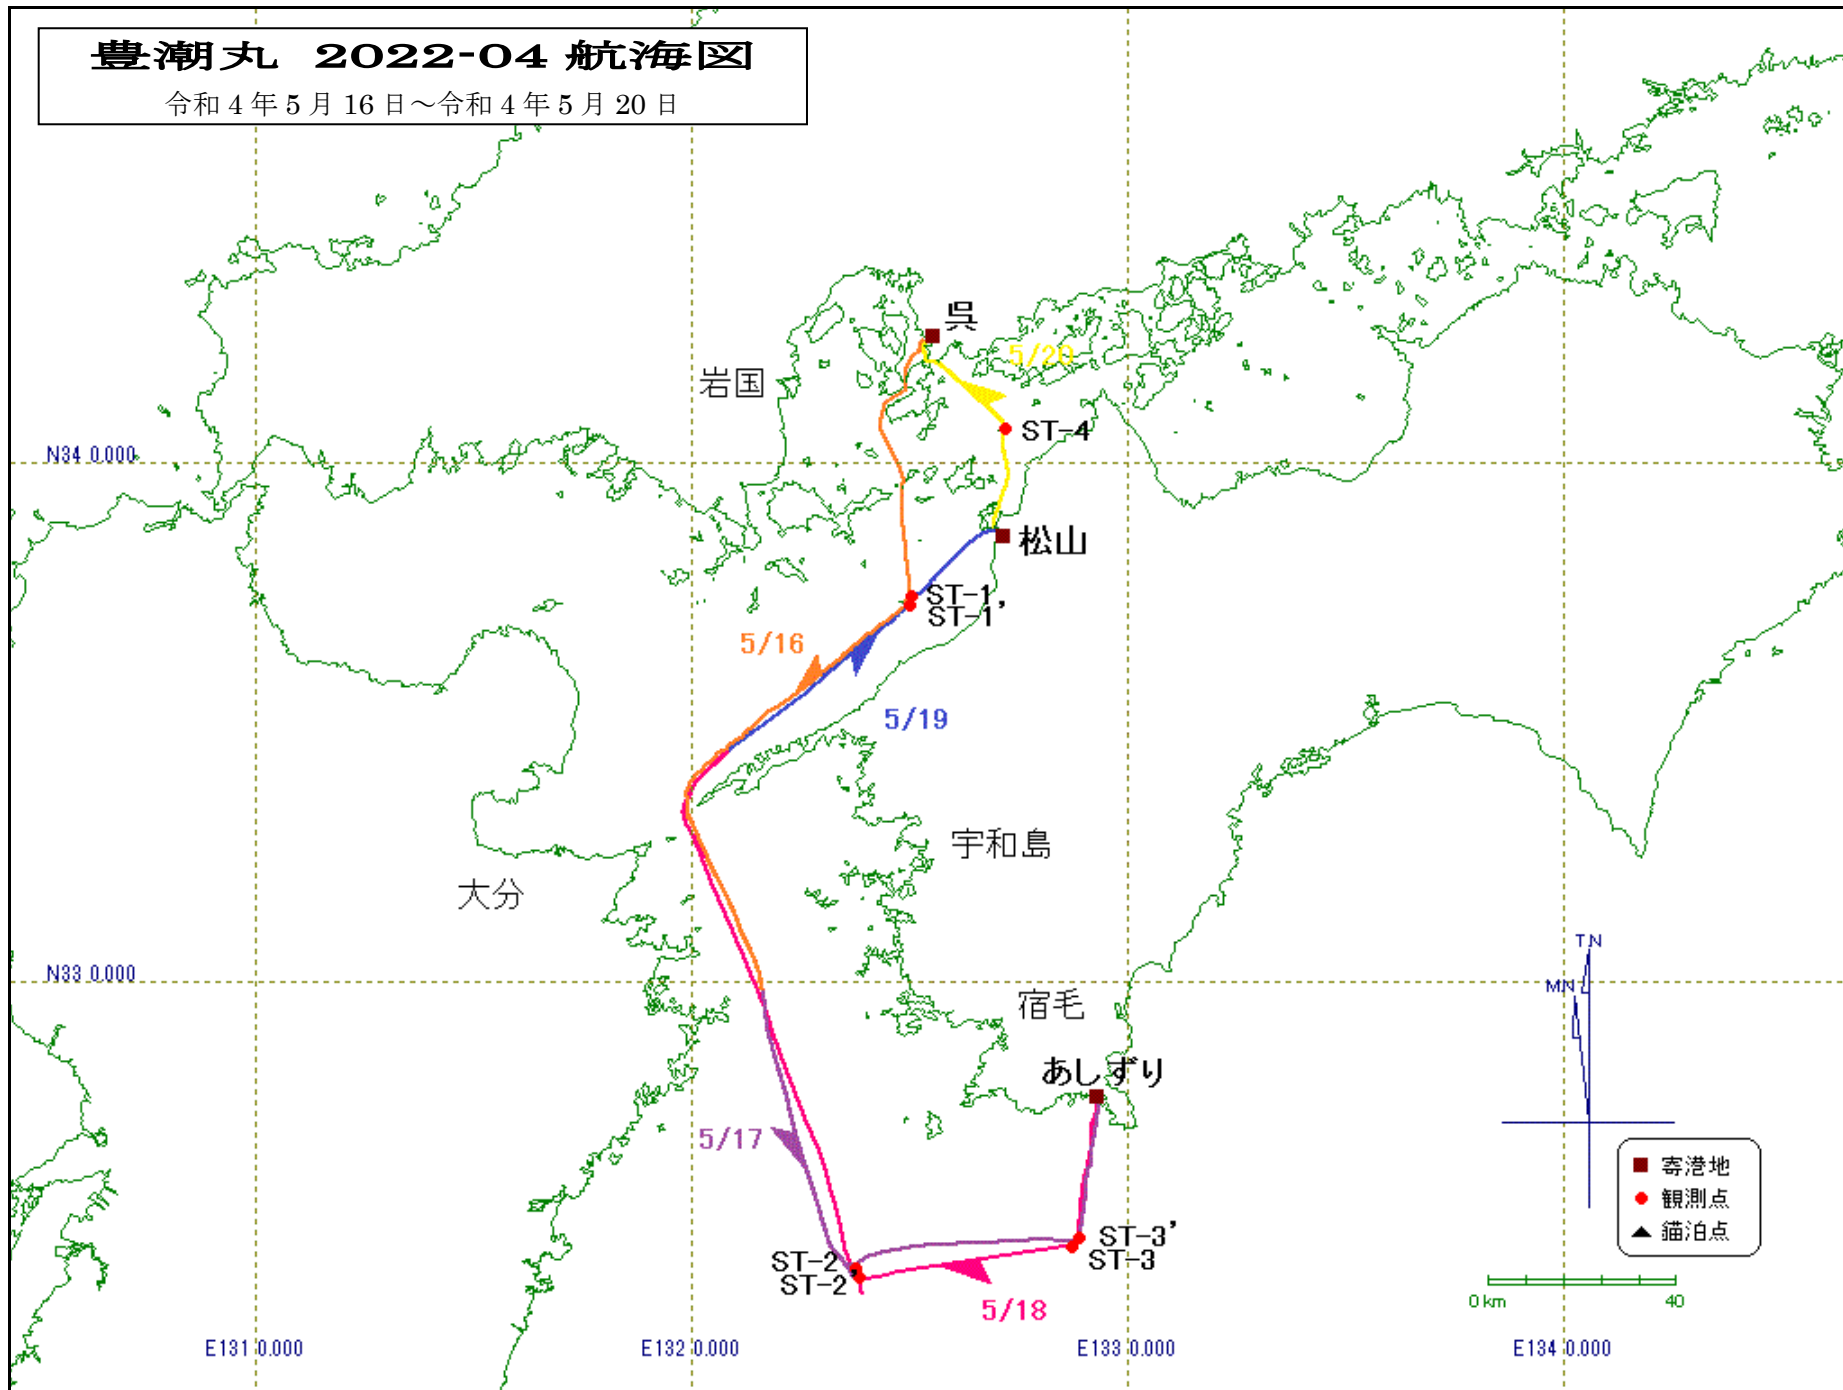 豊潮丸 2022-04 航海図
令和 4 年 5 月 16 日～令和 4 年 5 月 20 日
呉
5/20
岩国
ST-4
N34 0.000
松山
ST-1,
ST-1'
5/16
5/19
宇和島
大分
TN
N33 0.000
MN
宿毛
あしずり
5/17
寄港地
観測点
錨泊点
ST-3'
ST-3
ST-2,
ST-2
5/18
0 km 40
E131 0.000 E132 0.000 E133 0.000 E134 0.000